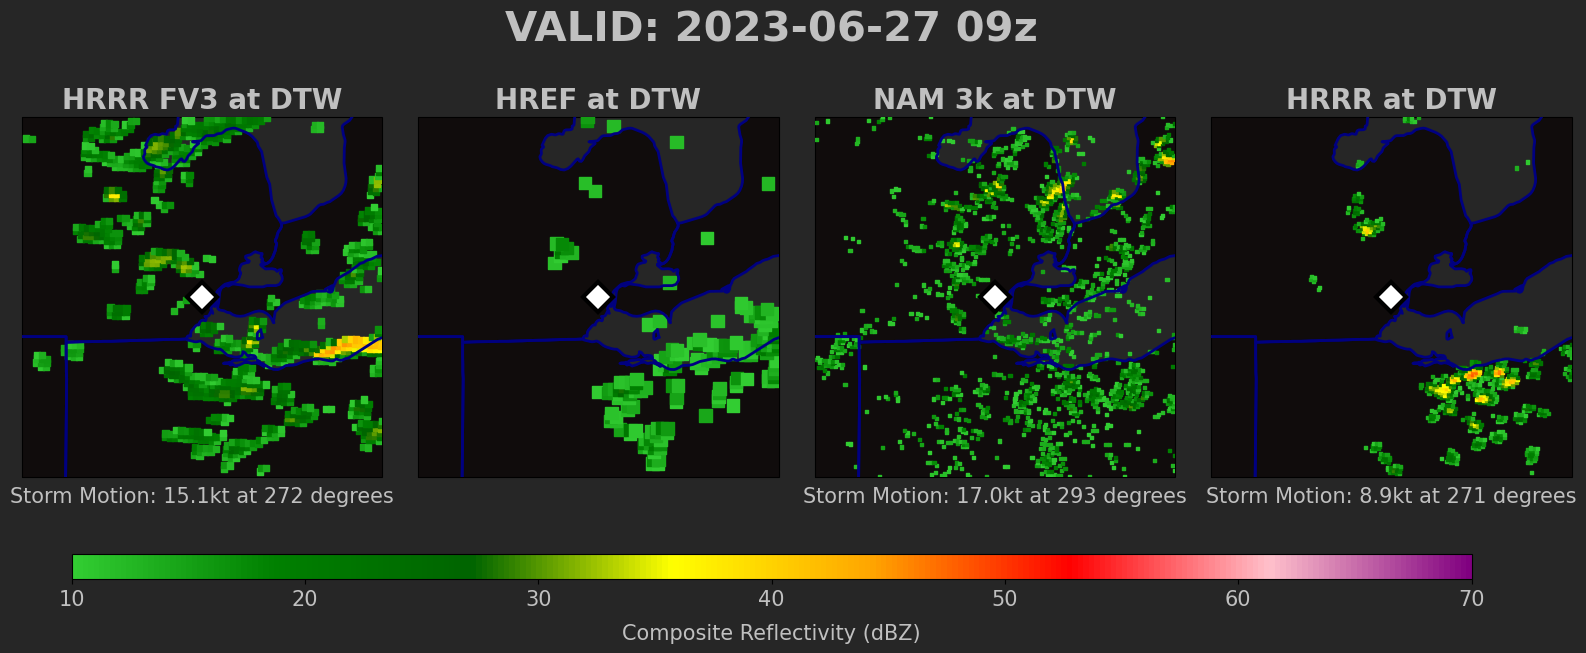 VALID: 2023-06-27 09z
HRRR FV3 at DTW
HREF at DTW
NAM 3k at DTW
HRRR at DTW
Storm Motion: 15.1kt at 272 degrees
Storm Motion: 17.0kt at 293 degrees
Storm Motion: 8.9kt at 271 degrees
10 20 30 40 50 60 70
Composite Reflectivity (dBZ)